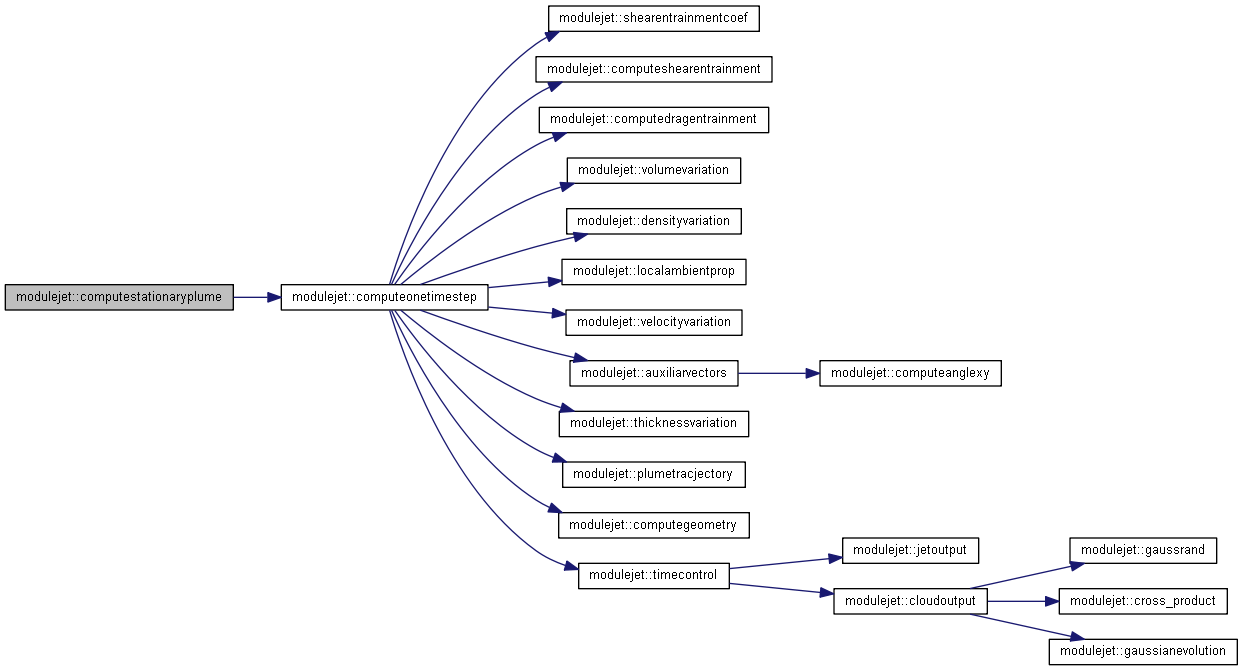 modulejet::shearentrainmentcoef
modulejet::computeshearentrainment
modulejet::computedragentrainment
modulejet::volumevariation
modulejet::densityvariation
modulejet::localambientprop
modulejet::computestationaryplume
modulejet::computeonetimestep
modulejet::velocityvariation
modulejet::auxiliarvectors
modulejet::computeanglexy
modulejet::thicknessvariation
modulejet::plumetracjectory
modulejet::computegeometry
modulejet::jetoutput
modulejet::gaussrand
modulejet::timecontrol
modulejet::cloudoutput
modulejet::cross_product
modulejet::gaussianevolution